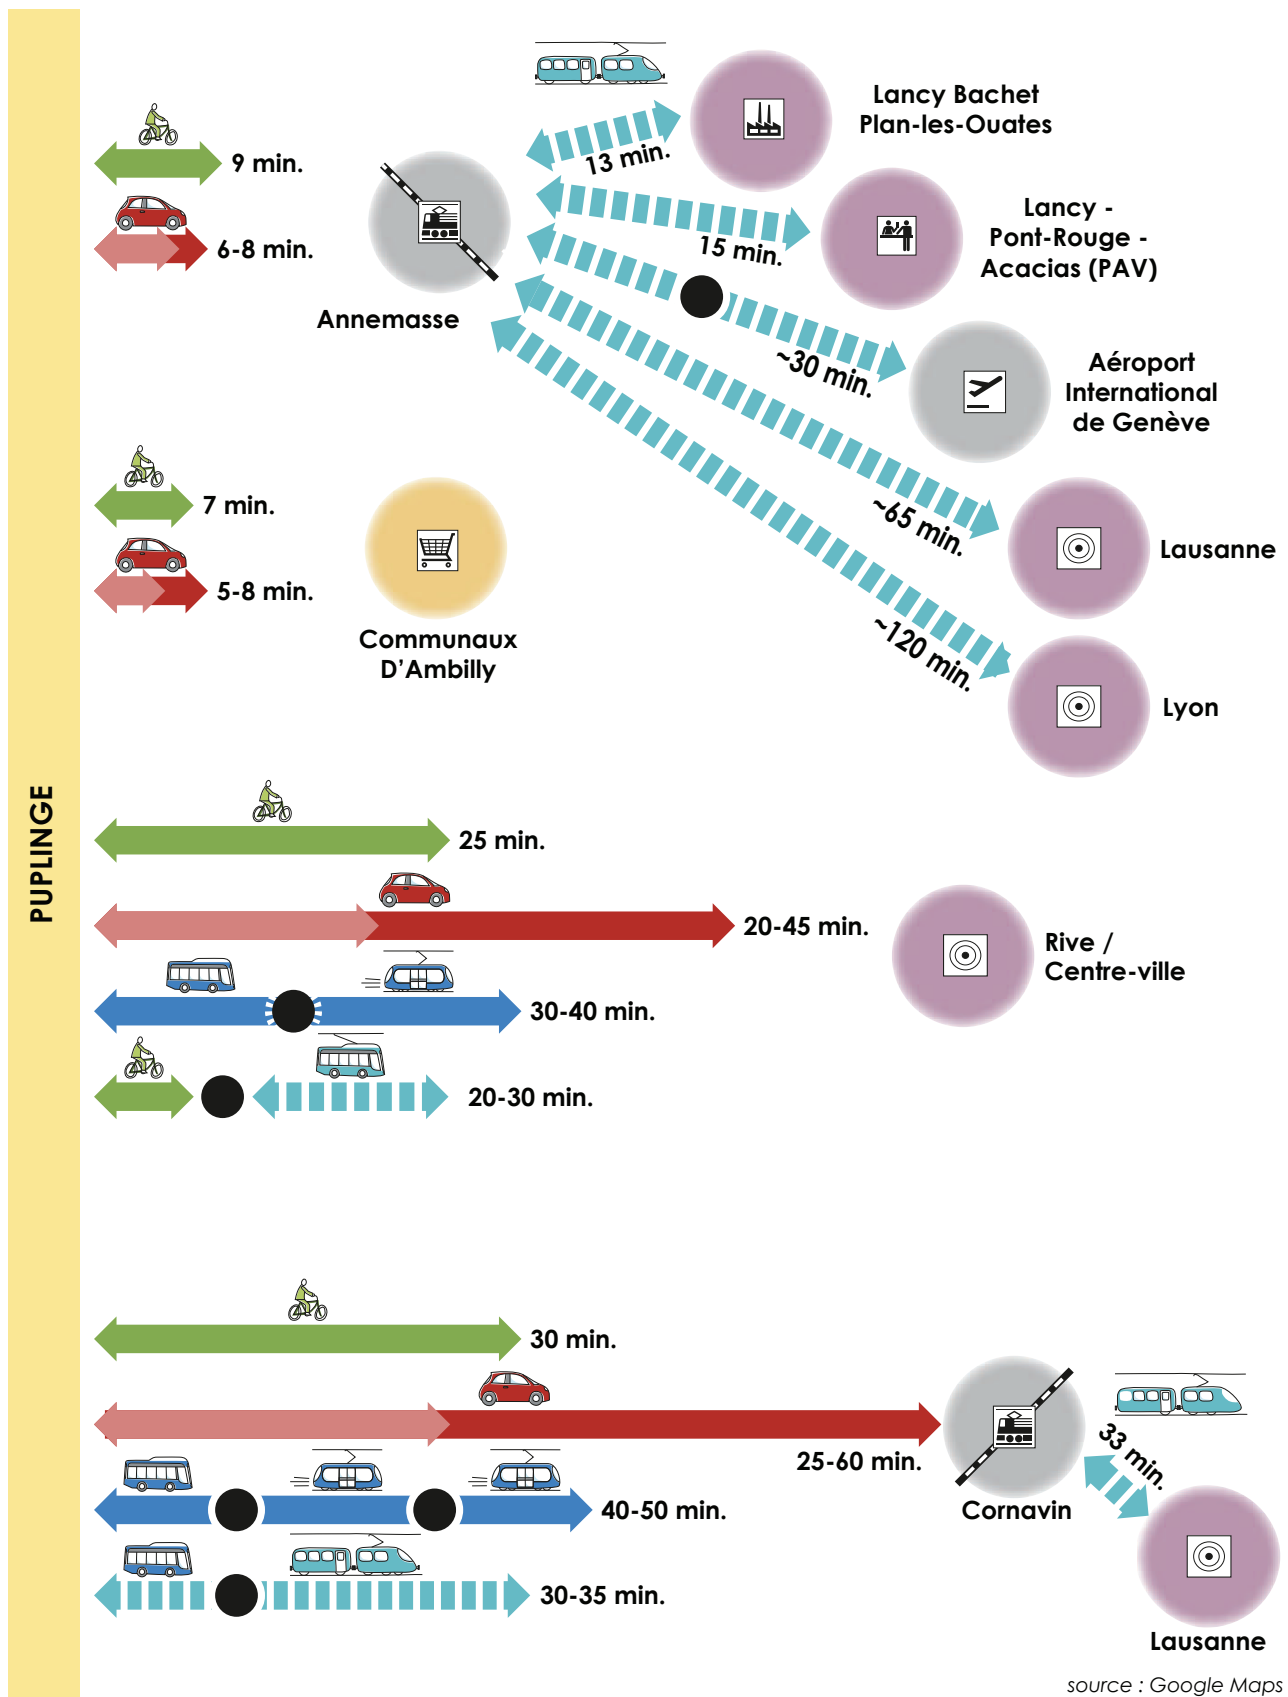 PUPLINGE
9 min.
6-8 min.
Annemasse
13 min.
Lancy Bachet
Plan-les-Ouates
15 min.
Lancy -
Pont-Rouge -
Acacias (PAV)
~30 min.
Aéroport
International
de Genève
~65 min.
Lausanne
~120 min.
Lyon
7 min.
5-8 min.
Communaux
D'Ambilly
25 min.
20-45 min.
30-40 min.
20-30 min.
Rive /
Centre-ville
30 min.
25-60 min.
40-50 min.
30-35 min.
Cornavin
33 min.
Lausanne
source : Google Maps